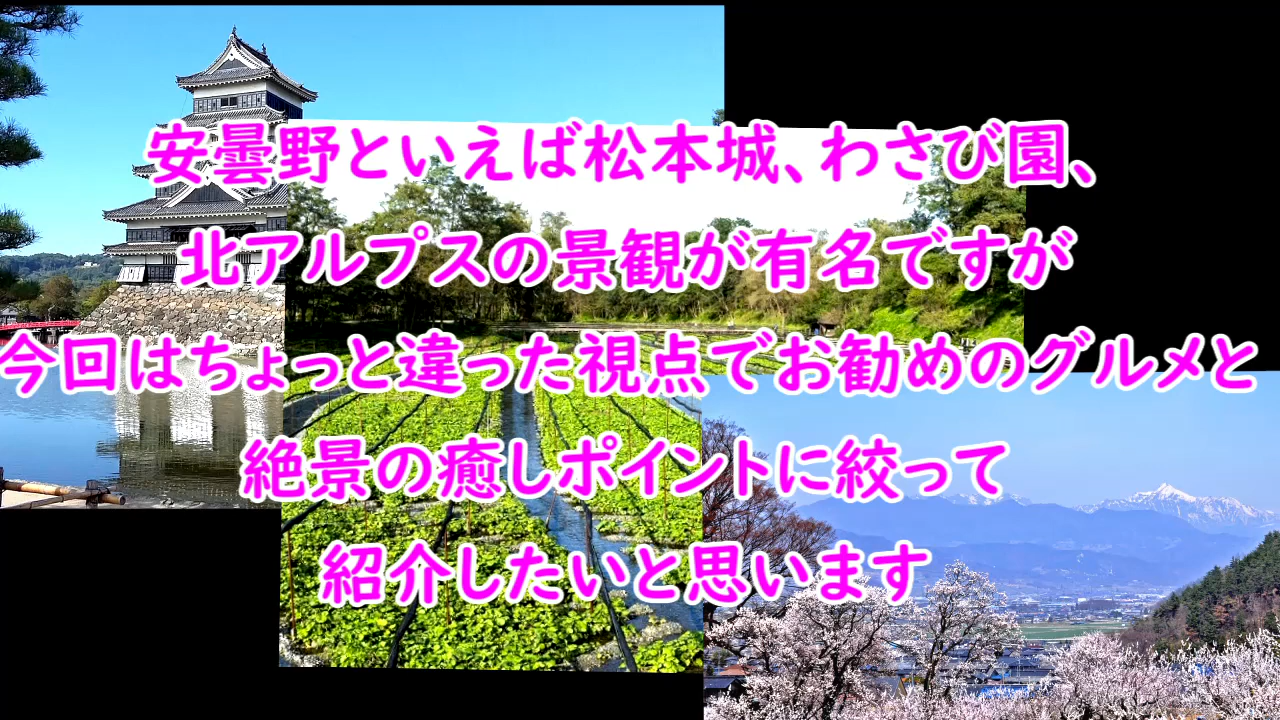 安曇野といえば松本城、わさび園、
北アルプスの景観が有名ですが
今回はちょっと違った視点でお勧めのグルメと
絶景の癒しポイントに絞って
紹介したいと思います